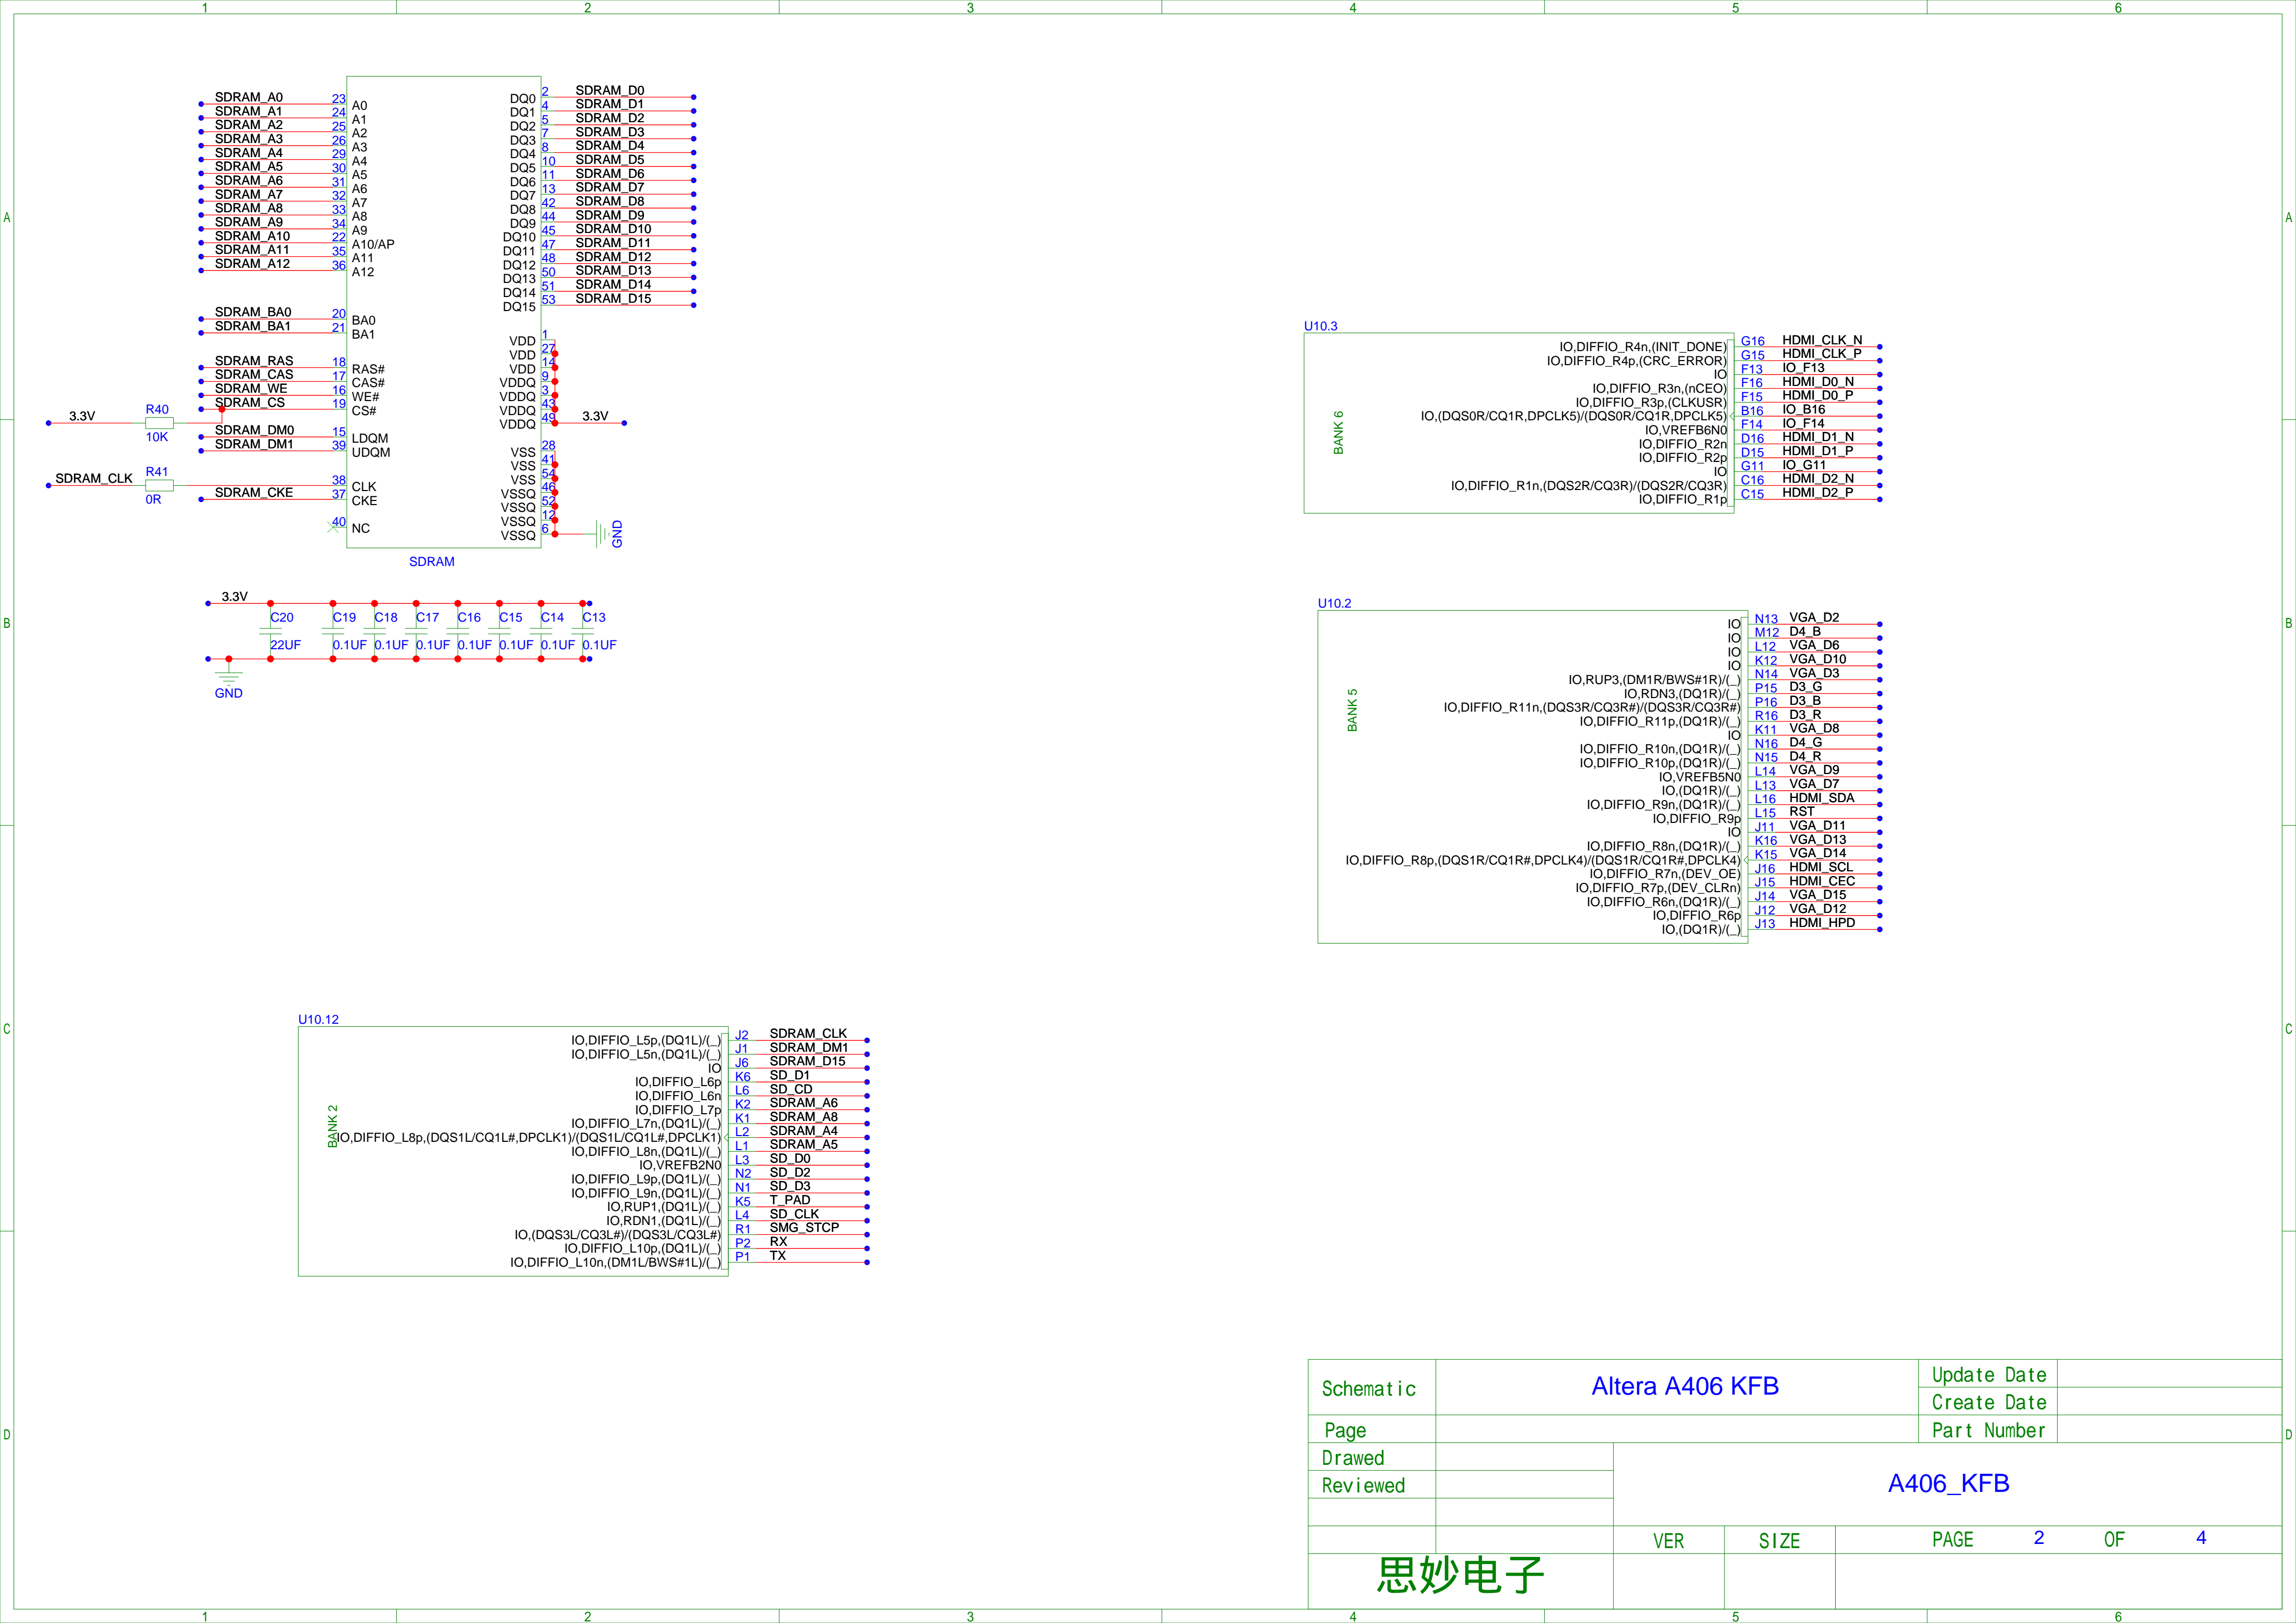 1 2 3 4 5 6
A A
B B
C C
D D
SDRAM_A0 23 A0
SDRAM_A1 24 A1
SDRAM_A2 25 A2
SDRAM_A3 26 A3
SDRAM_A4 29 A4
SDRAM_A5 30 A5
SDRAM_A6 31 A6
SDRAM_A7 32 A7
SDRAM_A8 33 A8
SDRAM_A9 34 A9
SDRAM_A10 22 A10/AP
SDRAM_A11 35 A11
SDRAM_A12 36 A12
SDRAM_BA0 20 BA0
SDRAM_BA1 21 BA1
SDRAM_RAS 18 RAS#
SDRAM_CAS 17 CAS#
SDRAM_WE 16 WE#
SDRAM_CS 19 CS#
3.3V R40
10K
SDRAM_DM0 15 LDQM
SDRAM_DM1 39 UDQM
SDRAM_CLK R41 38 CLK
0R
SDRAM_CKE 37 CKE
40 NC
DQ0 2 SDRAM_D0
DQ1 4 SDRAM_D1
DQ2 5 SDRAM_D2
DQ3 7 SDRAM_D3
DQ4 8 SDRAM_D4
DQ5 10 SDRAM_D5
DQ6 11 SDRAM_D6
DQ7 13 SDRAM_D7
DQ8 42 SDRAM_D8
DQ9 44 SDRAM_D9
DQ10 45 SDRAM_D10
DQ11 47 SDRAM_D11
DQ12 48 SDRAM_D12
DQ13 50 SDRAM_D13
DQ14 51 SDRAM_D14
DQ15 53 SDRAM_D15
VDD 1
VDD 27
VDD 14
VDDQ 9
VDDQ 3
VDDQ 43
VDDQ 49 3.3V
VSS 28
VSS 41
VSS 54
VSSQ 46
VSSQ 52
VSSQ 12
VSSQ 6 GND
SDRAM
3.3V
C20 C19 C18 C17 C16 C15 C14 C13
22UF 0.1UF 0.1UF 0.1UF 0.1UF 0.1UF 0.1UF 0.1UF
GND
U10.3
BANK 6
IO,DIFFIO_R4n,(INIT_DONE) G16 HDMI_CLK_N
IO,DIFFIO_R4p,(CRC_ERROR) G15 HDMI_CLK_P
IO F13 IO_F13
IO,DIFFIO_R3n,(nCEO) F16 HDMI_D0_N
IO,DIFFIO_R3p,(CLKUSR) F15 HDMI_D0_P
IO,(DQS0R/CQ1R,DPCLK5)/(DQS0R/CQ1R,DPCLK5) B16 IO_B16
IO,VREFB6N0 F14 IO_F14
IO,DIFFIO_R2n D16 HDMI_D1_N
IO,DIFFIO_R2p D15 HDMI_D1_P
IO G11 IO_G11
IO,DIFFIO_R1n,(DQS2R/CQ3R)/(DQS2R/CQ3R) C16 HDMI_D2_N
IO,DIFFIO_R1p C15 HDMI_D2_P
U10.2
BANK 5
IO N13 VGA_D2
IO M12 D4_B
IO L12 VGA_D6
IO K12 VGA_D10
IO,RUP3,(DM1R/BWS#1R)/(_) N14 VGA_D3
IO,RDN3,(DQ1R)/(_) P15 D3_G
IO,DIFFIO_R11n,(DQS3R/CQ3R#)/(DQS3R/CQ3R#) P16 D3_B
IO,DIFFIO_R11p,(DQ1R)/(_) R16 D3_R
IO K11 VGA_D8
IO,DIFFIO_R10n,(DQ1R)/(_) N16 D4_G
IO,DIFFIO_R10p,(DQ1R)/(_) N15 D4_R
IO,VREFB5N0 L14 VGA_D9
IO,(DQ1R)/(_) L13 VGA_D7
IO,DIFFIO_R9n,(DQ1R)/(_) L16 HDMI_SDA
IO,DIFFIO_R9p L15 RST
IO J11 VGA_D11
IO,DIFFIO_R8n,(DQ1R)/(_) K16 VGA_D13
IO,DIFFIO_R8p,(DQS1R/CQ1R#,DPCLK4)/(DQS1R/CQ1R#,DPCLK4) K15 VGA_D14
IO,DIFFIO_R7n,(DEV_OE) J16 HDMI_SCL
IO,DIFFIO_R7p,(DEV_CLRn) J15 HDMI_CEC
IO,DIFFIO_R6n,(DQ1R)/(_) J14 VGA_D15
IO,DIFFIO_R6p J12 VGA_D12
IO,(DQ1R)/(_) J13 HDMI_HPD
U10.12
BANK 2
IO,DIFFIO_L5p,(DQ1L)/(_) J2 SDRAM_CLK
IO,DIFFIO_L5n,(DQ1L)/(_) J1 SDRAM_DM1
IO J6 SDRAM_D15
IO,DIFFIO_L6p K6 SD_D1
IO,DIFFIO_L6n L6 SD_CD
IO,DIFFIO_L7p K2 SDRAM_A6
IO,DIFFIO_L7n,(DQ1L)/(_) K1 SDRAM_A8
IO,DIFFIO_L8p,(DQS1L/CQ1L#,DPCLK1)/(DQS1L/CQ1L#,DPCLK1) L2 SDRAM_A4
IO,DIFFIO_L8n,(DQ1L)/(_) L1 SDRAM_A5
IO,VREFB2N0 L3 SD_D0
IO,DIFFIO_L9p,(DQ1L)/(_) N2 SD_D2
IO,DIFFIO_L9n,(DQ1L)/(_) N1 SD_D3
IO,RUP1,(DQ1L)/(_) K5 T_PAD
IO,RDN1,(DQ1L)/(_) L4 SD_CLK
IO,(DQS3L/CQ3L#)/(DQS3L/CQ3L#) R1 SMG_STCP
IO,DIFFIO_L10p,(DQ1L)/(_) P2 RX
IO,DIFFIO_L10n,(DM1L/BWS#1L)/(_) P1 TX
Schematic Altera A406 KFB Update Date
Create Date
Page Part Number
Drawed
Reviewed A406_KFB
VER SIZE PAGE 2 OF 4
思妙电子
1 2 3 4 5 6